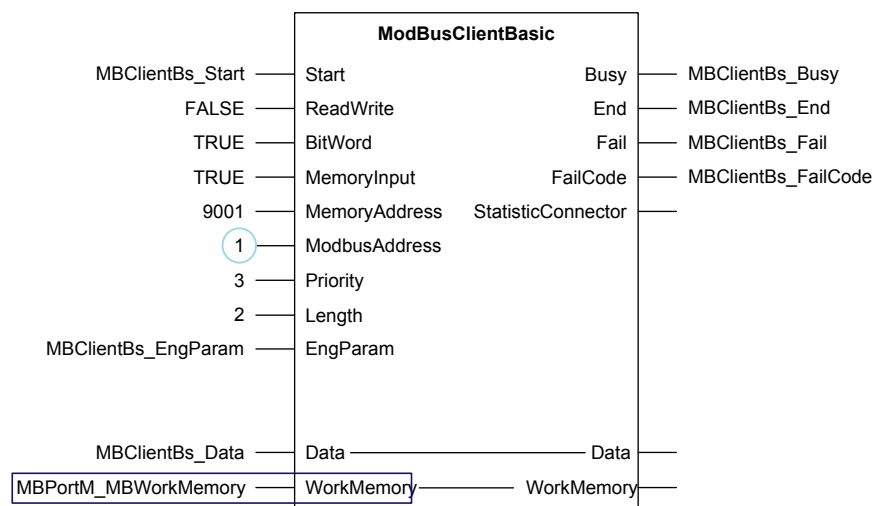 ModBusClientBasic
MBClientBs_Start Start Busy MBClientBs_Busy
FALSE ReadWrite End MBClientBs_End
TRUE BitWord Fail MBClientBs_Fail
TRUE MemoryInput FailCode MBClientBs_FailCode
9001 MemoryAddress StatisticConnector
1 ModbusAddress
3 Priority
2 Length
MBClientBs_EngParam EngParam
MBClientBs_Data Data Data
MBPortM_MBWorkMemory WorkMemory WorkMemory